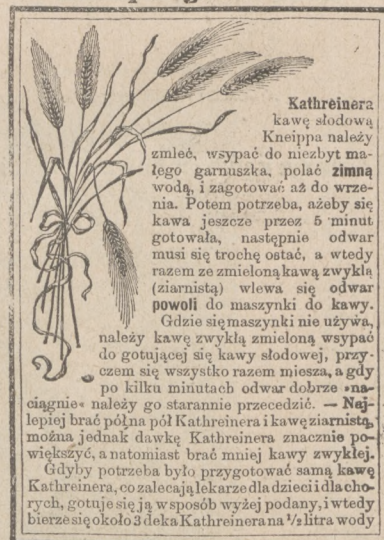 Kathreinera
kawę słodową
Kneippa należy
zmleć, wsypać do niezbyt ma-
łego garnuszka, polać zimną
wodą, i zagotować aż do wrze-
nia. Potem potrzeba, ażeby się
kawa jeszcze przez 5 minut
gotowała, następnie odwar
musi się trochę ostać, a wtedy
razem ze zmieloną kawą zwykłą
(ziarnistą) wlewa się odwar
powoli do maszynki do kawy.
Gdzie się maszynki nie używa,
należy kawę zwykłą zmieloną wsypać
do gotującej się kawy słodowej, przy-
czem się wszystko razem miesza, a gdy
po kilku minutach odwar dobrze »na-
ciągnie« należy go starannie przecedzić. — Naj-
lepiej brać pół na pół Kathreinera i kawę ziarnistą,
można jednak dawkę Kathreinera znacznie po-
większyć, a natomiast brać mniej kawy zwykłej.
Gdyby potrzeba było przygotować samą kawę
Kathreinera, co zalecają lekarze dla dzieci i dla cho-
rych, gotuje się ją w sposób wyżej podany, i wtedy
bierze się około 3 deka Kathreinera na ½ litra wody